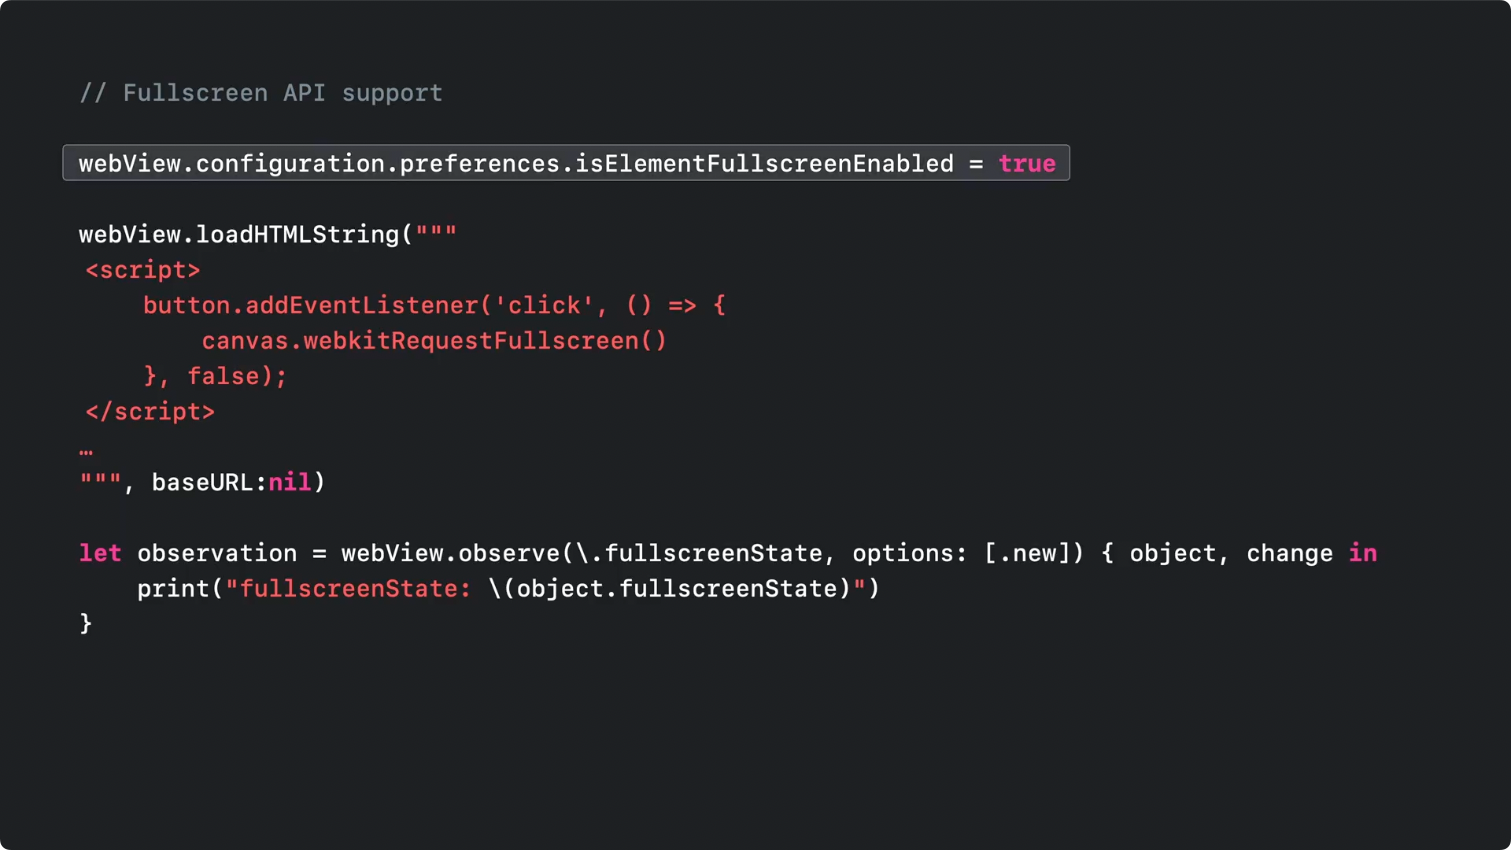 // Fullscreen API support
webView.configuration.preferences.isElementFullscreenEnabled = true
webView.loadHTMLString("""
<script>
button.addEventListener('click', () => {
canvas.webkitRequestFullscreen()
}, false);
</script>
…
""", baseURL:nil)
let observation = webView.observe(\.fullscreenState, options: [.new]) { object, change in
print("fullscreenState: \(object.fullscreenState)")
}